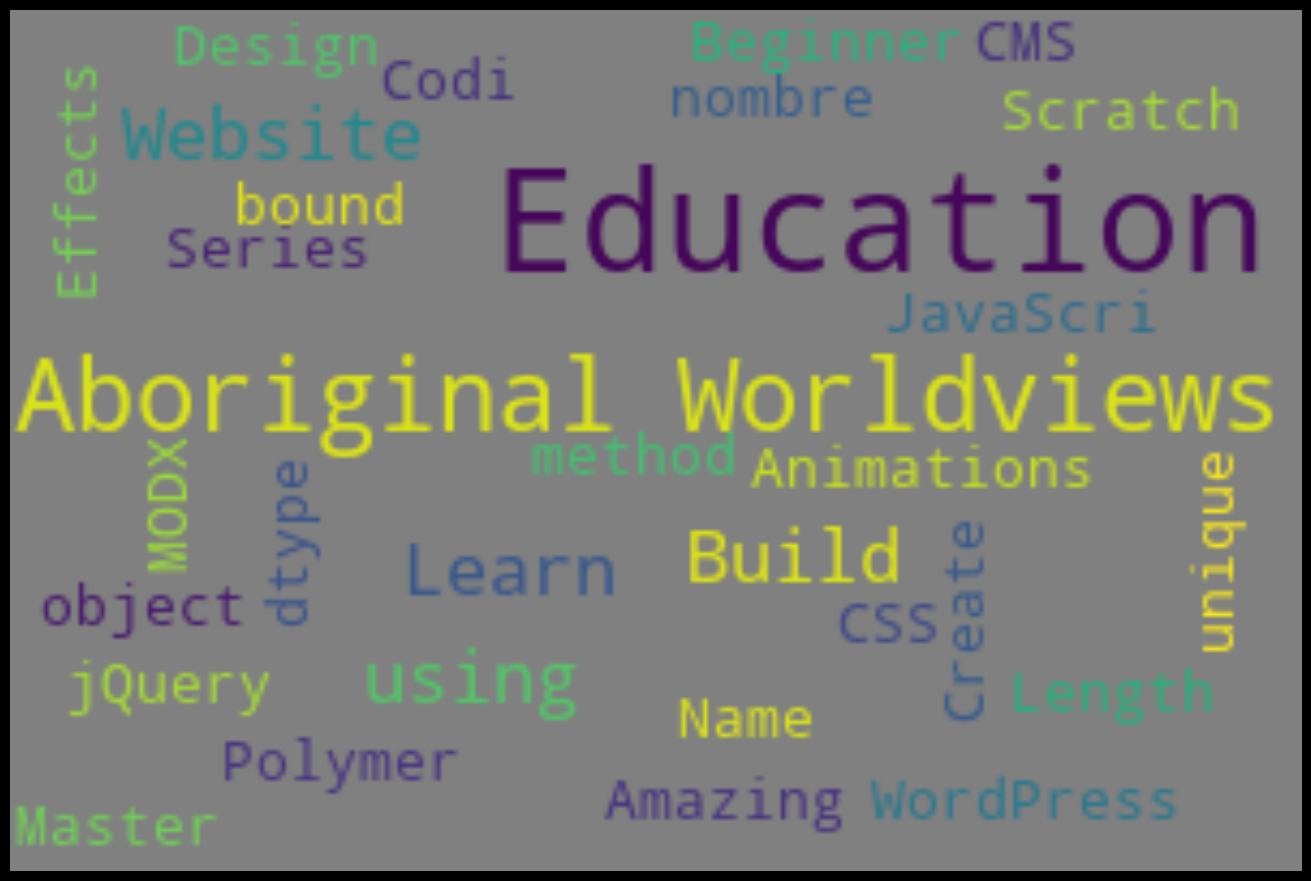 Design
Beginner CMS
Codi
Effects
nombre
Scratch
Website
bound
Series
Education
JavaScri
Aboriginal Worldviews
method
Animations
MODX
dtype
unique
Learn
Build
Create
object
CSS
jQuery
using
Length
Name
Polymer
Amazing WordPress
Master